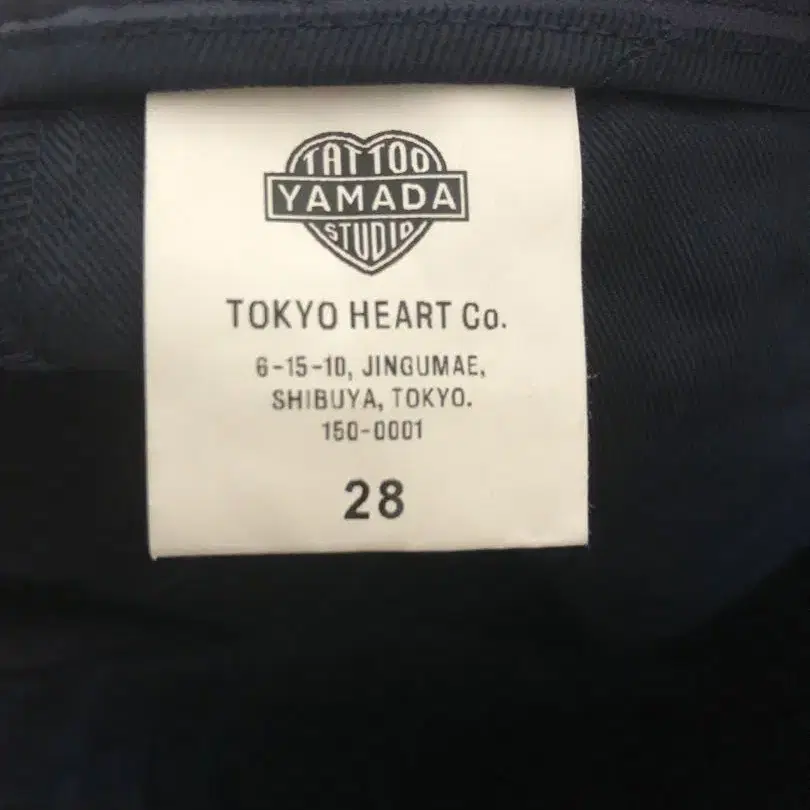 TATTOO
YAMADA
STUDIO
TOKYO HEART Co.
6-15-10, JINGUMAE,
SHIBUYA, TOKYO.
150-0001
28